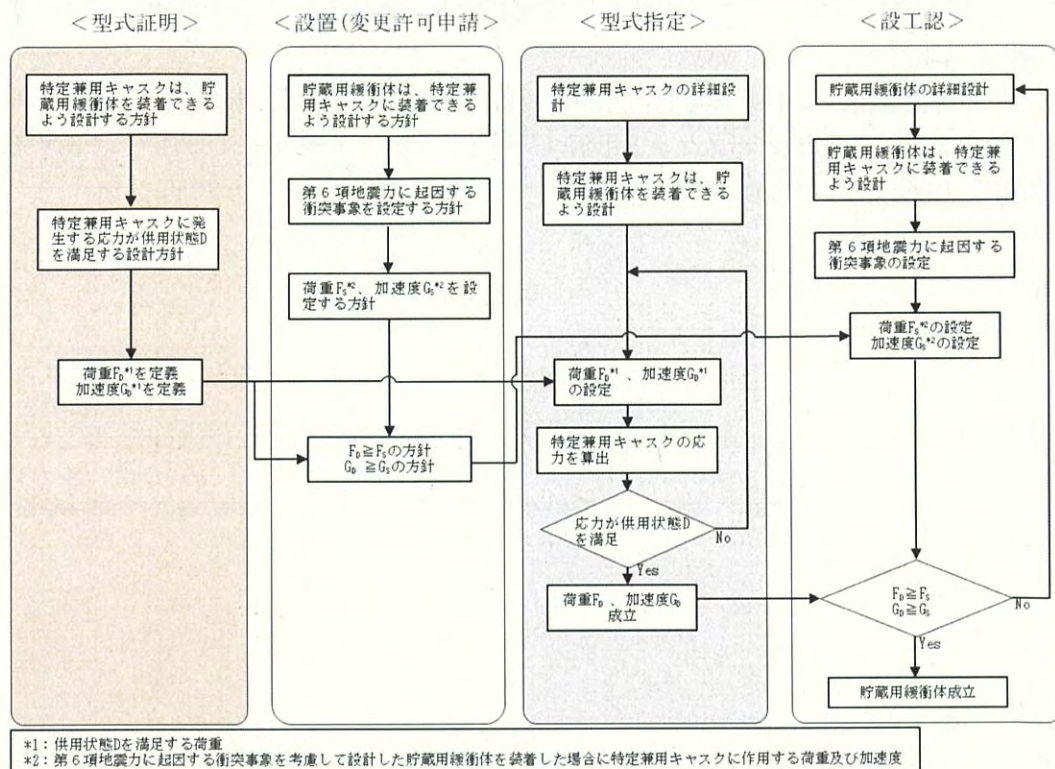 ＜型式証明＞
特定兼用キャスクは、貯
蔵用緩衝体を装着できる
よう設計する方針
特定兼用キャスクに発
生する応力が供用状態D
を満足する設計方針
荷重F_D*1を定義
加速度G_D*1を定義
＜設置(変更許可申請＞
貯蔵用緩衝体は、特定兼
用キャスクに装着できる
よう設計する方針
第6項地震力に起因する
衝突事象を設定する方針
荷重F_S*2、加速度G_S*2を設
定する方針
F_D≧F_Sの方針
G_D ≧G_Sの方針
＜型式指定＞
特定兼用キャスクの詳細設
計
特定兼用キャスクは、貯
蔵用緩衝体を装着できる
よう設計
荷重F_D*1 、加速度G_D*1
の設定
特定兼用キャスクの応
力を算出
応力が供用状態D
を満足
No
Yes
荷重F_D 、加速度G_D
成立
＜設工認＞
貯蔵用緩衝体の詳細設計
貯蔵用緩衝体は、特定兼
用キャスクに装着できる
よう設計
第6項地震力に起因する
衝突事象の設定
荷重F_S*2の設定
加速度G_S*2の設定
F_D≧F_S
G_D≧G_S
No
Yes
貯蔵用緩衝体成立
*1：供用状態Dを満足する荷重
*2：第6項地震力に起因する衝突事象を考慮して設計した貯蔵用緩衝体を装着した場合に特定兼用キャスクに作用する荷重及び加速度